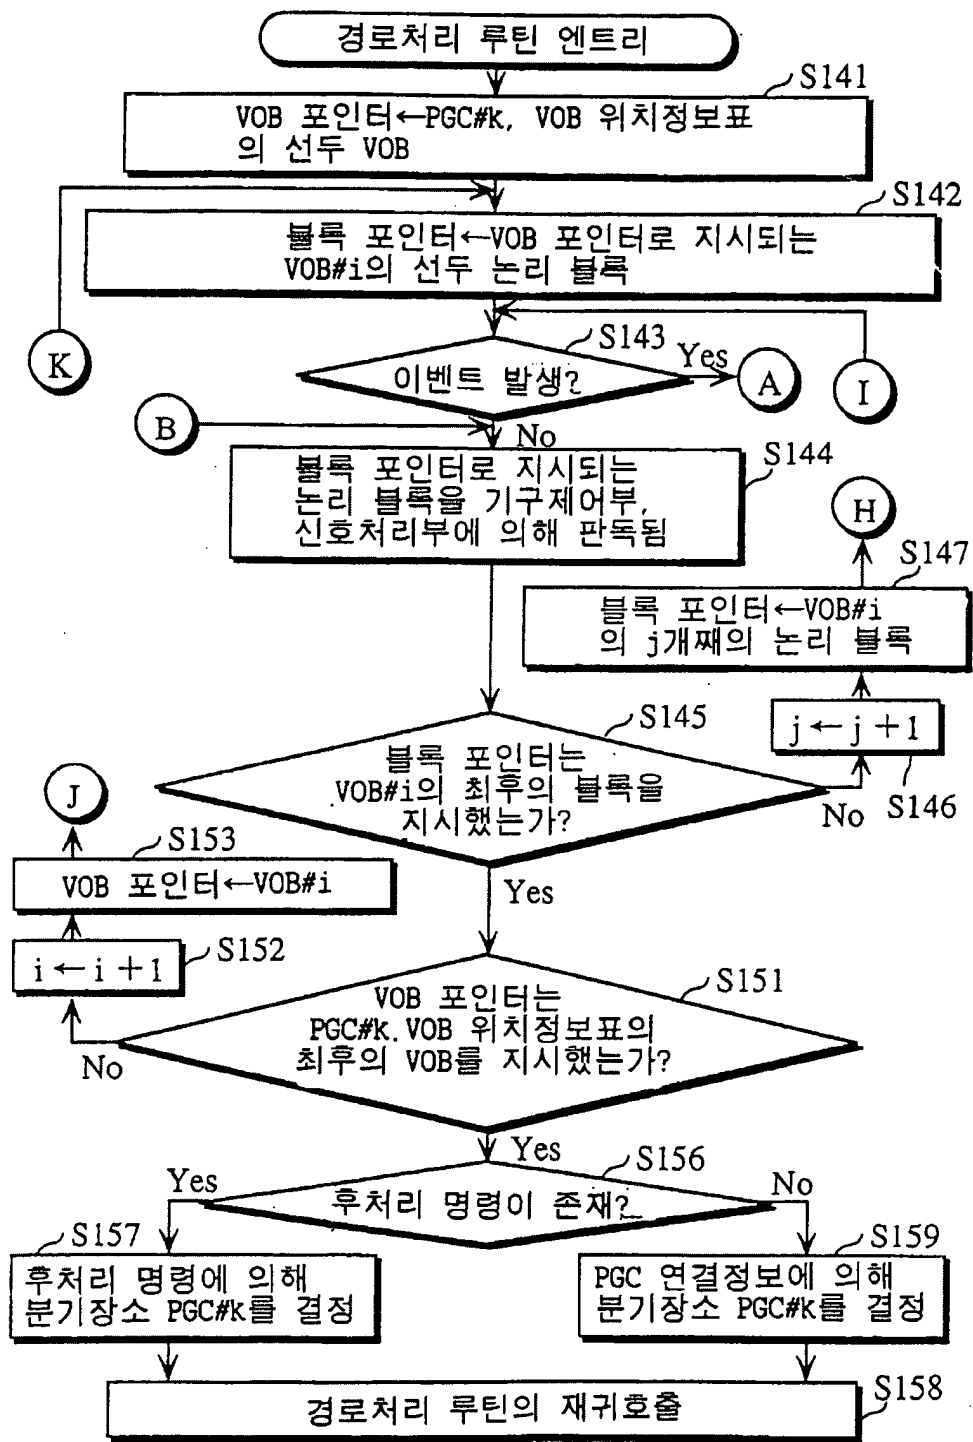 경로처리 루틴 엔트리
S141
VOB 포인터←PGC#k, VOB 위치정보표
의 선두 VOB
S142
블록 포인터←VOB 포인터로 지시되는
VOB#i의 선두 논리 블록
K
S143
이벤트 발생?
Yes
A
I
B
No
S144
블록 포인터로 지시되는
논리 블록을 기구제어부,
신호처리부에 의해 판독됨
H
S147
블록 포인터←VOB#i
의 j개째의 논리 블록
j←j+1
S146
S145
블록 포인터는
VOB#i의 최후의 블록을
지시했는가?
No
J
S153
VOB 포인터←VOB#i
Yes
i←i+1
S152
S151
VOB 포인터는
PGC#k.VOB 위치정보표의
최후의 VOB를 지시했는가?
No
Yes
S156
후처리 명령이 존재?
Yes
No
S157
후처리 명령에 의해
분기장소 PGC#k를 결정
S159
PGC 연결정보에 의해
분기장소 PGC#k를 결정
S158
경로처리 루틴의 재귀호출